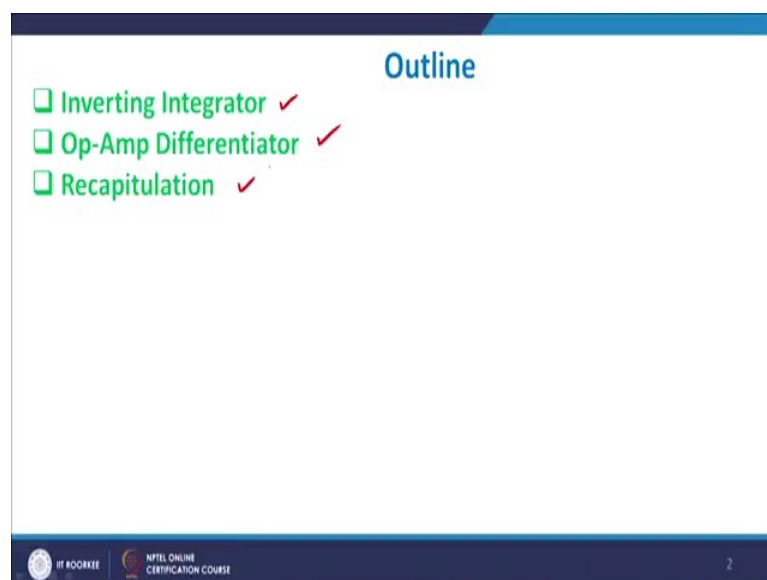 Outline
Inverting Integrator
Op-Amp Differentiator
Recapitulation
IIT ROORKEE
NPTEL ONLINE
CERTIFICATION COURSE
2